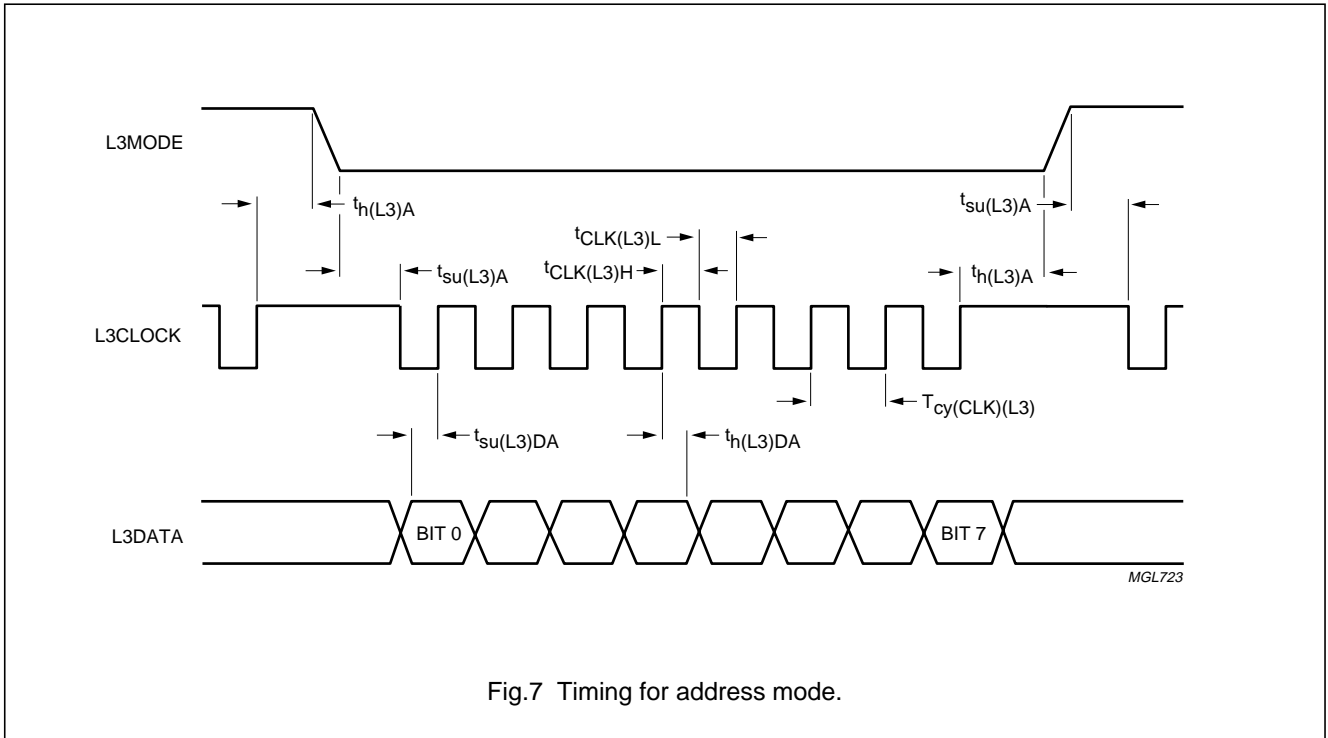 L3MODE
th(L3)A
tsu(L3)A
tCLK(L3)L
tsu(L3)A
tCLK(L3)H
th(L3)A
L3CLOCK
Tcy(CLK)(L3)
tsu(L3)DA
th(L3)DA
L3DATA
BIT 0
BIT 7
MGL723
Fig.7 Timing for address mode.